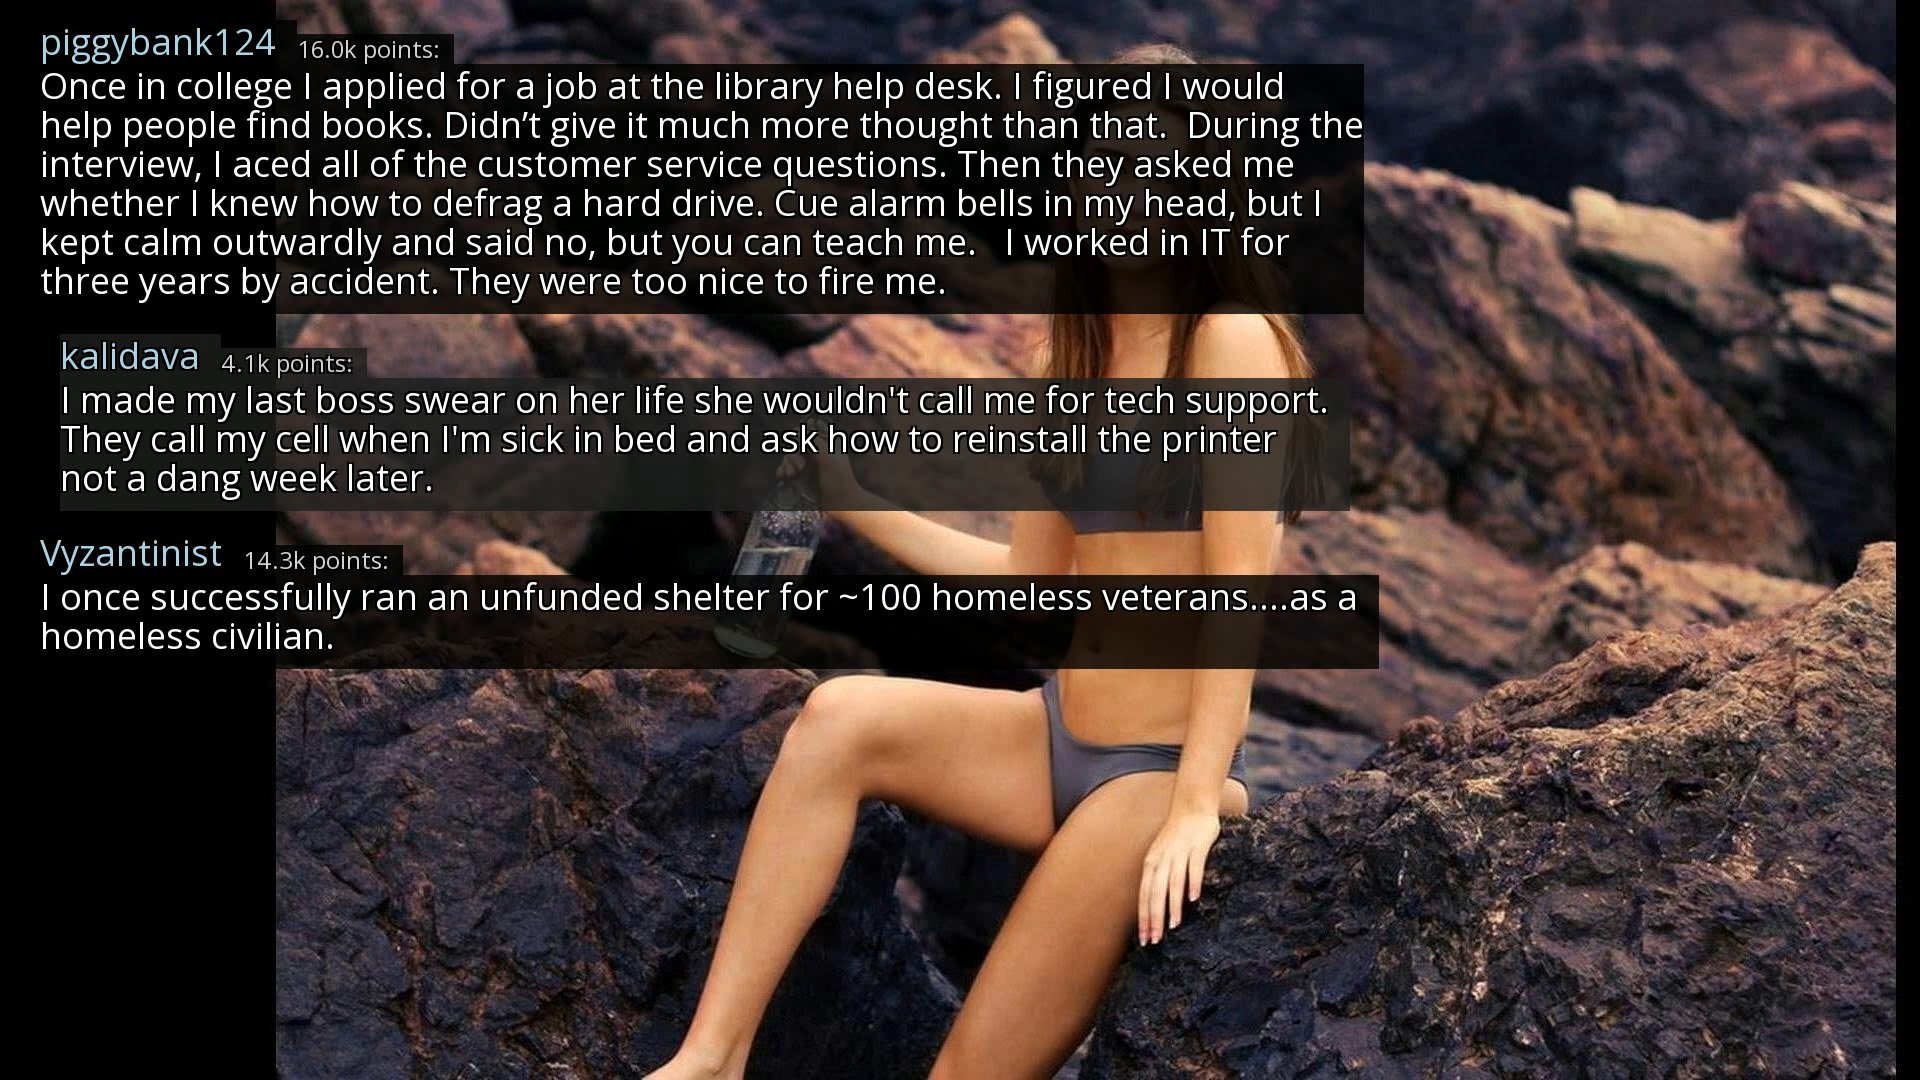 piggybank124 16.0k points:
Once in college I applied for a job at the library help desk. I figured I would
help people find books. Didn’t give it much more thought than that.  During the
interview, I aced all of the customer service questions. Then they asked me
whether I knew how to defrag a hard drive. Cue alarm bells in my head, but I
kept calm outwardly and said no, but you can teach me.   I worked in IT for
three years by accident. They were too nice to fire me.
kalidava 4.1k points:
I made my last boss swear on her life she wouldn't call me for tech support.
They call my cell when I'm sick in bed and ask how to reinstall the printer
not a dang week later.
Vyzantinist 14.3k points:
I once successfully ran an unfunded shelter for ~100 homeless veterans....as a
homeless civilian.